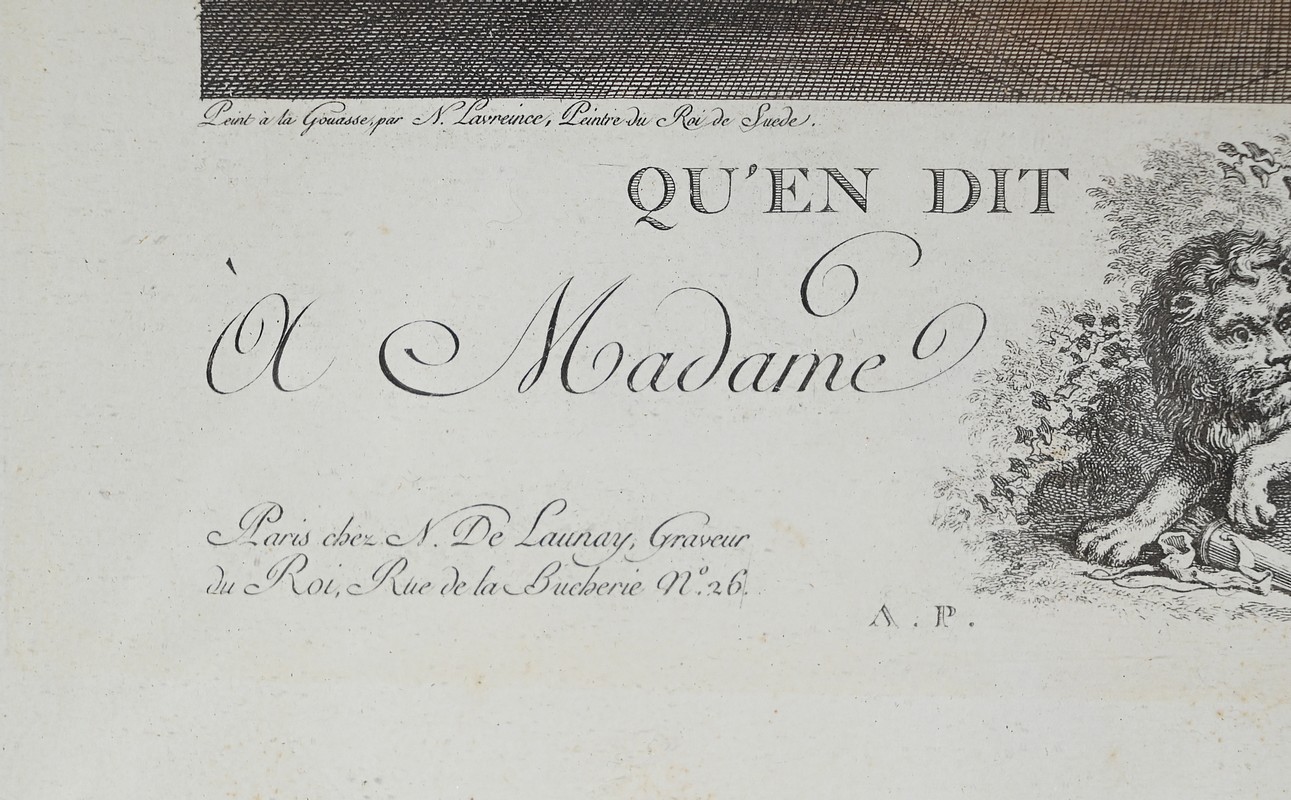 Peint à la Gouasse, par N. Lavreince, Peintre du Roi de Suede.
QU'EN DIT
À Madame
Paris chez N. De Launay, Graveur
du Roi, Rue de la Bucherie N.º 26.
A. P.